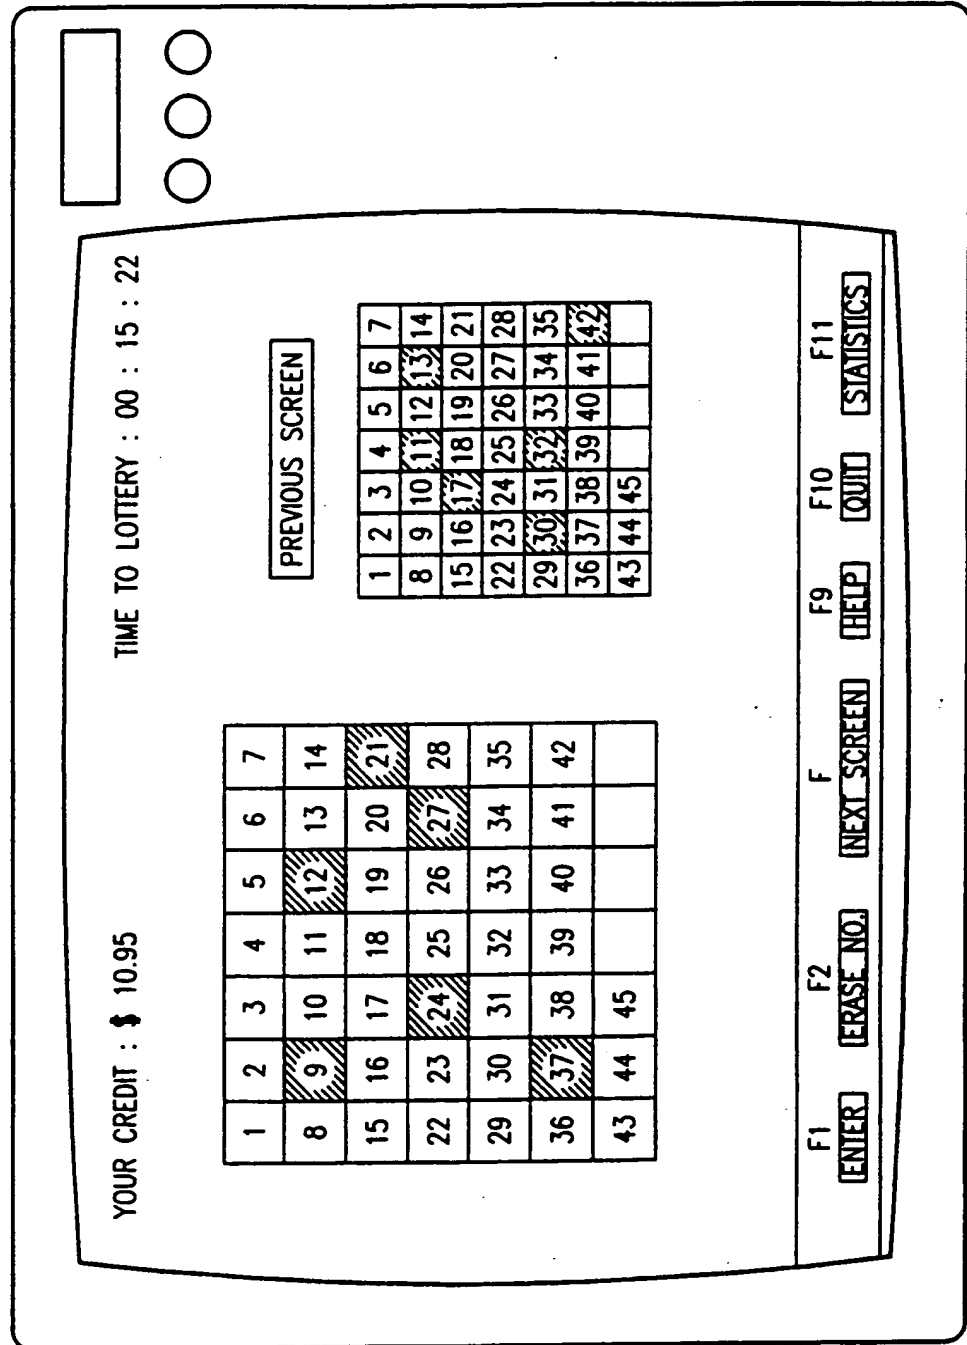 YOUR CREDIT : $ 10.95
TIME TO LOTTERY : 00 : 15 : 22
1 2 3 4 5 6 7
8 9 10 11 12 13 14
15 16 17 18 19 20 21
22 23 24 25 26 27 28
29 30 31 32 33 34 35
36 37 38 39 40 41 42
43 44 45
PREVIOUS SCREEN
1 2 3 4 5 6 7
8 9 10 11 12 13 14
15 16 17 18 19 20 21
22 23 24 25 26 27 28
29 30 31 32 33 34 35
36 37 38 39 40 41 42
43 44 45
F1 F2 F F9 F10 F11
ENTER ERASE NO. NEXT SCREEN HELP QUIT STATISTICS